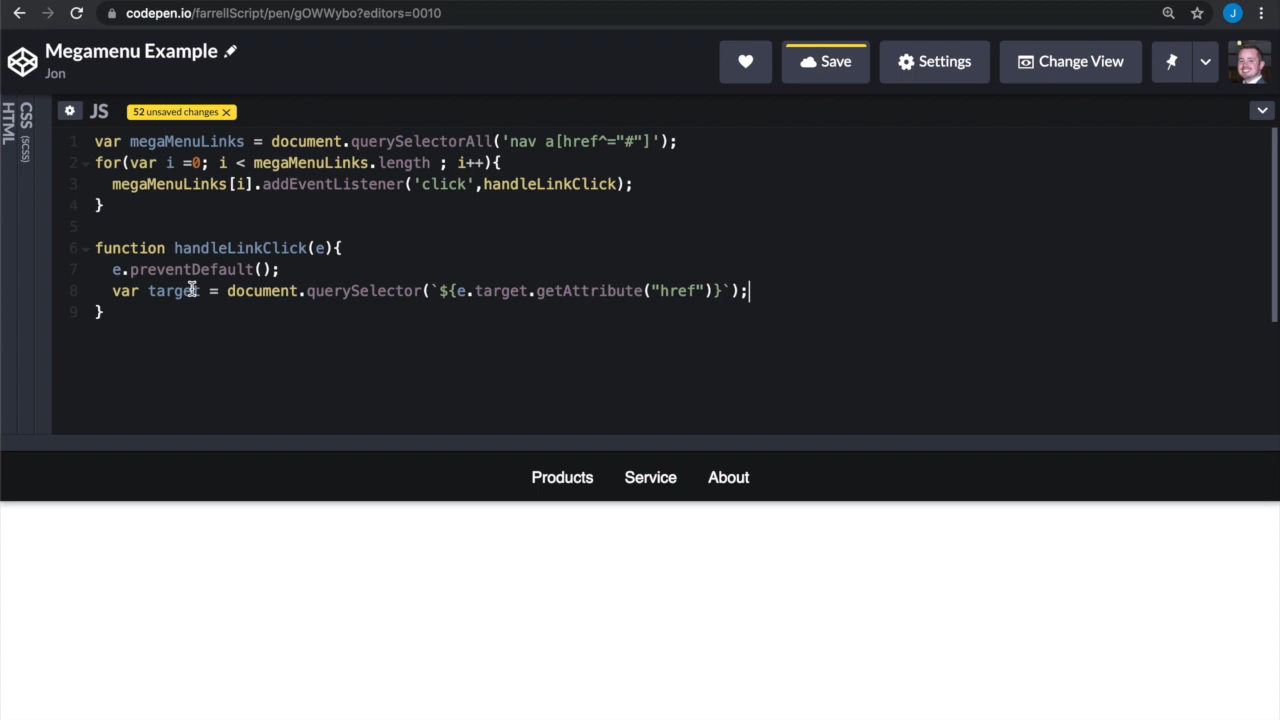 codepen.io/farrellScript/pen/gOWWybo?editors=0010
J
Megamenu Example
Jon
Save
Settings
Change View
HTML
CSS (SCSS)
JS
52 unsaved changes
1 var megaMenuLinks = document.querySelectorAll('nav a[href^="#"]');
2 for(var i =0; i < megaMenuLinks.length ; i++){
3 megaMenuLinks[i].addEventListener('click',handleLinkClick);
4 }
5
6 function handleLinkClick(e){
7 e.preventDefault();
8 var target = document.querySelector(`${e.target.getAttribute("href")}`);
9 }
Products Service About